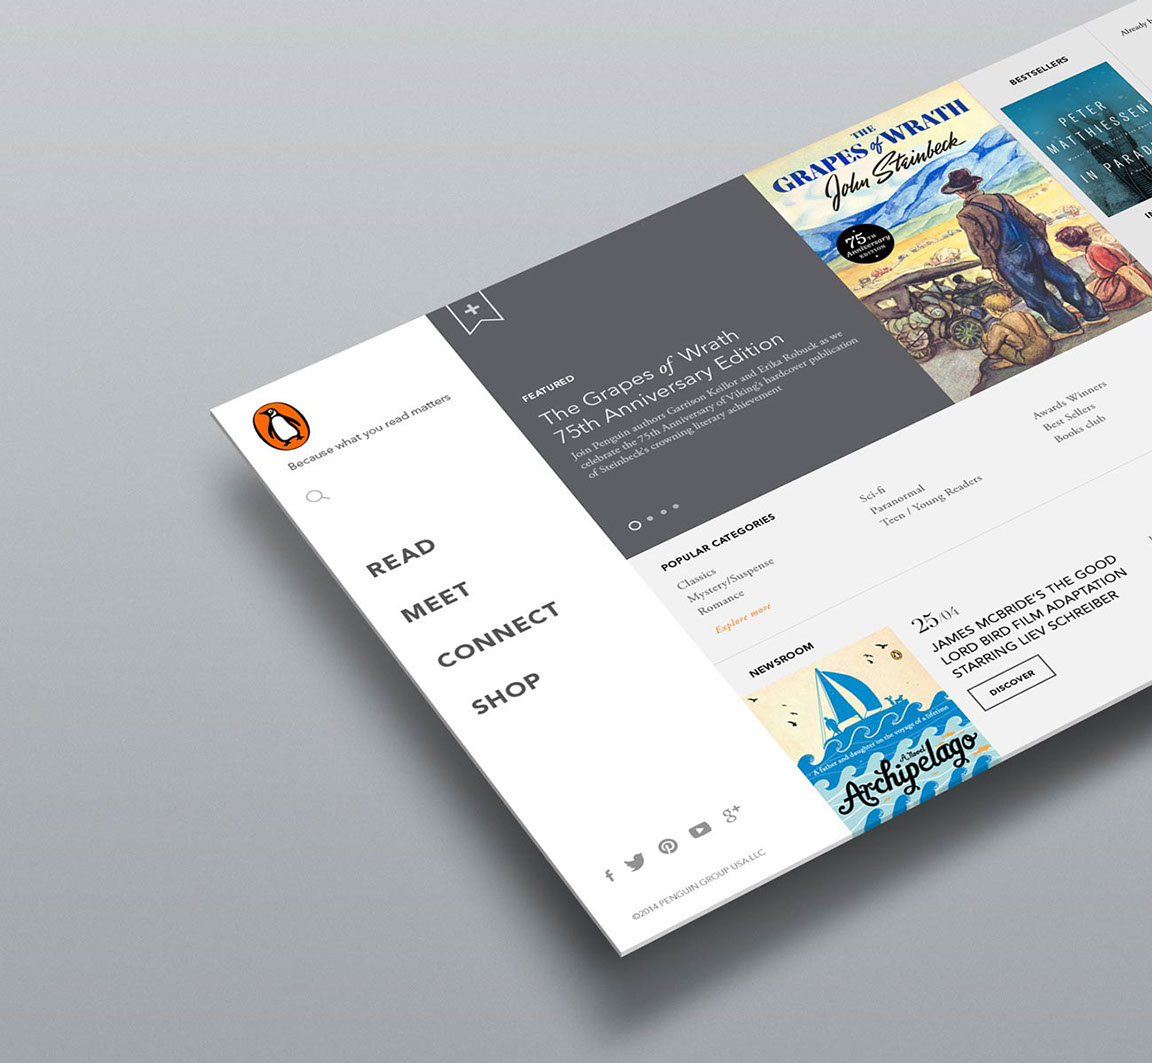 Because what you read matters
READ
MEET
CONNECT
SHOP
©2014 PENGUIN GROUP USA LLC
FEATURED
The Grapes of Wrath
75th Anniversary Edition
Join Penguin authors Garrison Keillor and Erika Robuck as we
celebrate the 75th Anniversary of Viking's hardcover publication
of Steinbeck's crowning literary achievement
THE
GRAPES of WRATH
John Steinbeck
75TH
Anniversary
EDITION
BESTSELLERS
PETER
MATTHIESSEN
IN PARAD
Already
POPULAR CATEGORIES
Classics
Mystery/Suspense
Romance
Explore more
Sci-fi
Paranormal
Teen / Young Readers
Awards Winners
Best Sellers
Books club
NEWSROOM
A father and daughter on the voyage of a lifetime
A Novel
Archipelago
25/04
JAMES MCBRIDE'S THE GOOD
LORD BIRD FILM ADAPTATION
STARRING LIEV SCHREIBER
DISCOVER